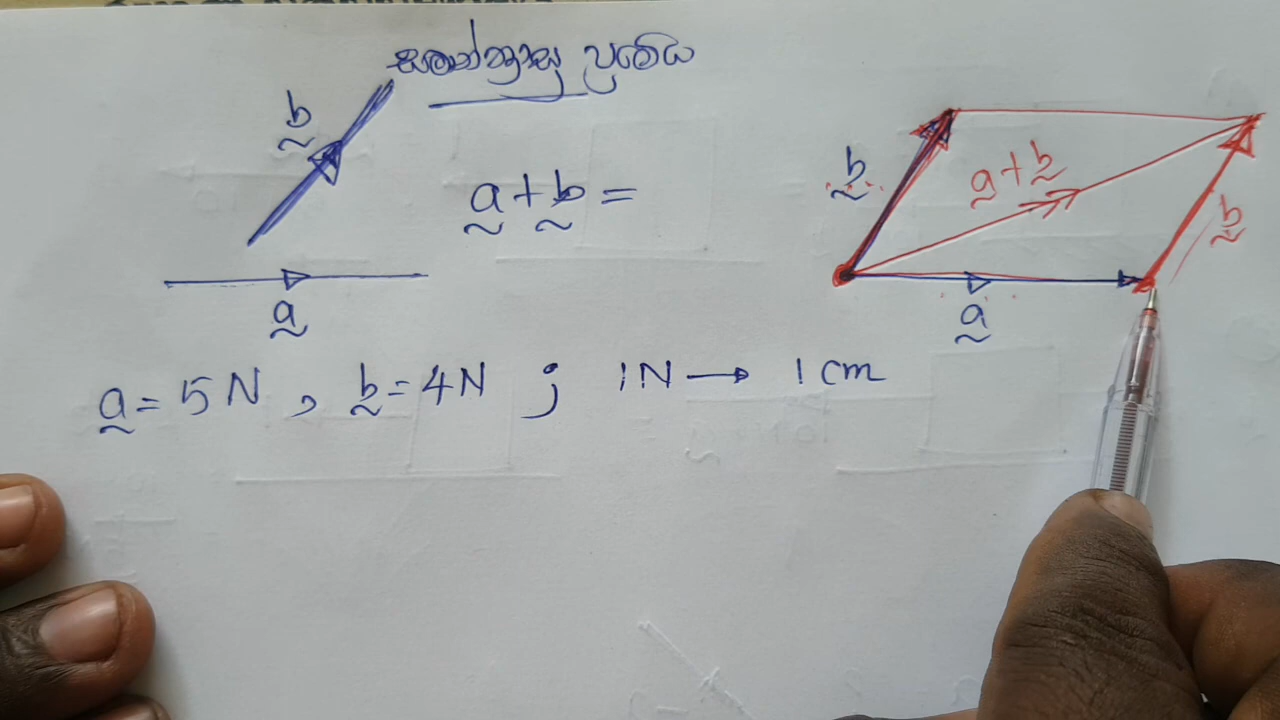 සමාන්තරාස්‍ර ප්‍රමේය
b
a
a + b =
a = 5 N , b = 4 N ; 1N → 1 cm
b
a + b
b
a